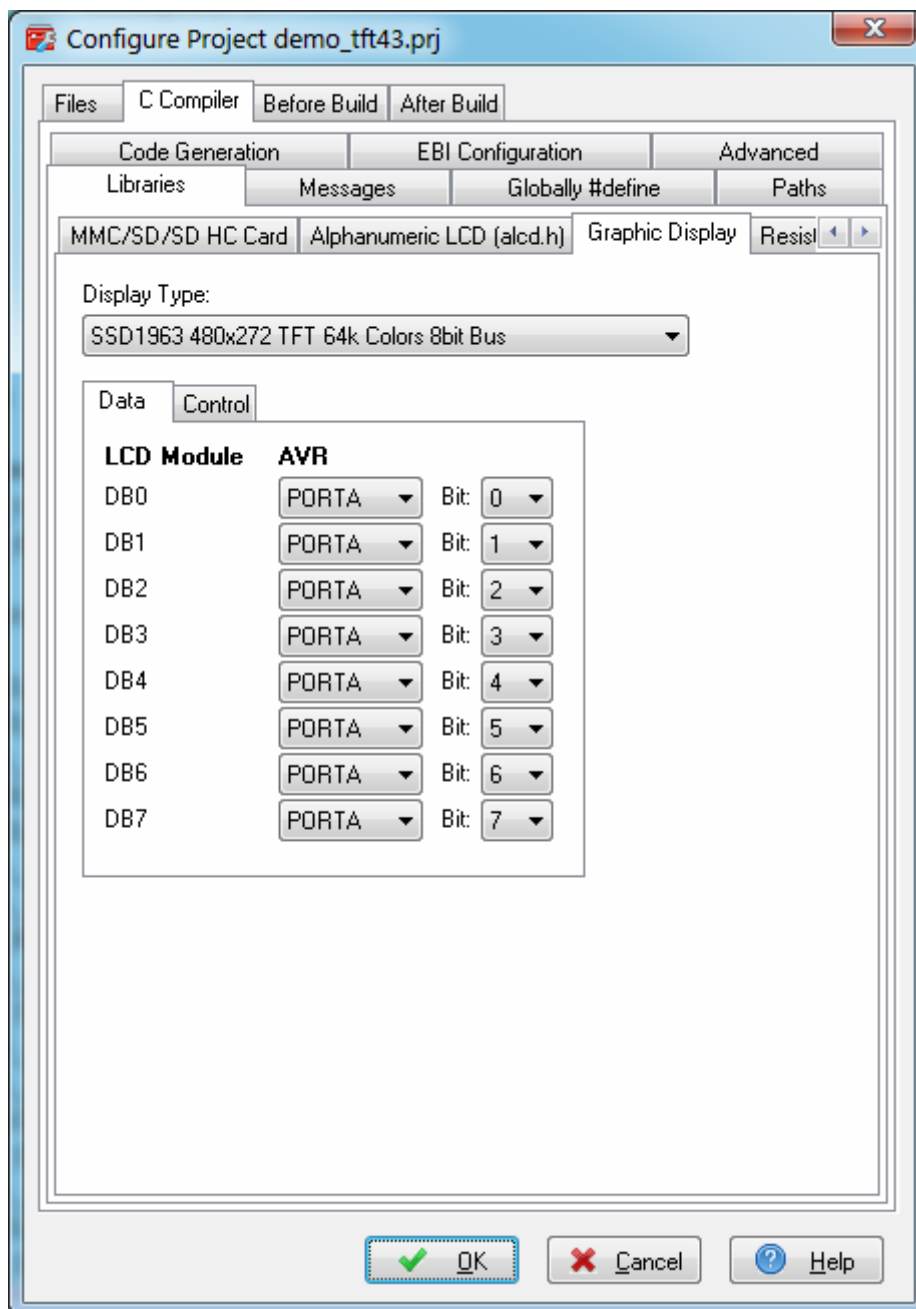 Configure Project demo_tft43.prj
Files C Compiler Before Build After Build
Code Generation EBI Configuration Advanced
Libraries Messages Globally #define Paths
MMC/SD/SD HC Card Alphanumeric LCD (alcd.h) Graphic Display
Display Type:
SSD1963 480x272 TFT 64k Colors 8bit Bus
Data Control
LCD Module AVR
DB0 PORTA Bit: 0
DB1 PORTA Bit: 1
DB2 PORTA Bit: 2
DB3 PORTA Bit: 3
DB4 PORTA Bit: 4
DB5 PORTA Bit: 5
DB6 PORTA Bit: 6
DB7 PORTA Bit: 7
OK Cancel Help